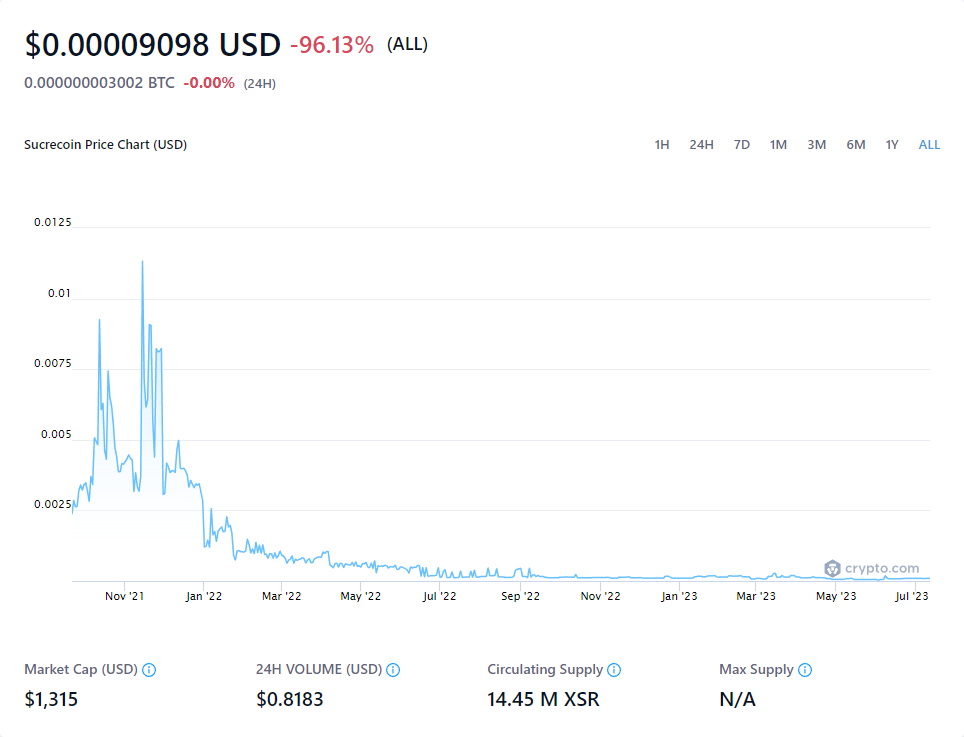 $0.00009098 USD -96.13% (ALL)
0.000000003002 BTC -0.00% (24H)
Sucrecoin Price Chart (USD) 1H 24H 7D 1M 3M 6M 1Y ALL
0.0125
0.01
0.0075
0.005
0.0025
crypto.com
Nov '21 Jan '22 Mar '22 May '22 Jul '22 Sep '22 Nov '22 Jan '23 Mar '23 May '23 Jul '23
Market Cap (USD) 24H VOLUME (USD) Circulating Supply Max Supply
$1,315 $0.8183 14.45 M XSR N/A